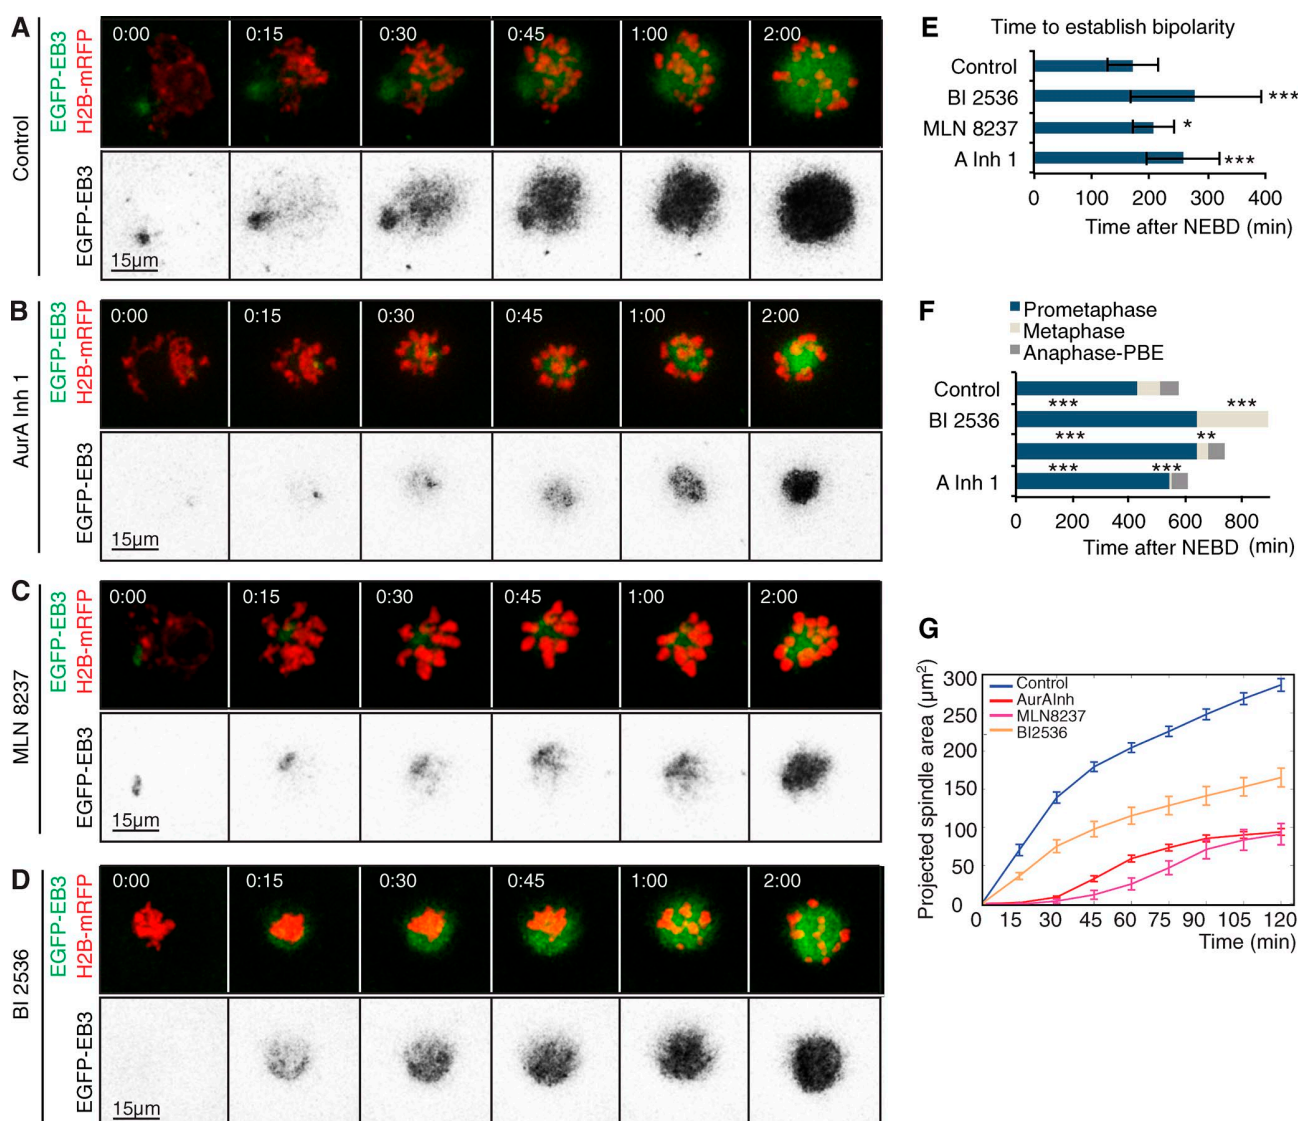 A
Control
EGFP-EB3
H2B-mRFP
0:00
0:15
0:30
0:45
1:00
2:00
EGFP-EB3
15µm
B
AurA Inh 1
EGFP-EB3
H2B-mRFP
0:00
0:15
0:30
0:45
1:00
2:00
EGFP-EB3
15µm
C
MLN 8237
EGFP-EB3
H2B-mRFP
0:00
0:15
0:30
0:45
1:00
2:00
EGFP-EB3
15µm
D
BI 2536
EGFP-EB3
H2B-mRFP
0:00
0:15
0:30
0:45
1:00
2:00
EGFP-EB3
15µm
E
Time to establish bipolarity
Control
BI 2536 ***
MLN 8237 *
A Inh 1 ***
0 100 200 300 400
Time after NEBD (min)
F
Prometaphase
Metaphase
Anaphase-PBE
Control
*** ***
BI 2536
*** **
*** ***
A Inh 1
0 200 400 600 800
Time after NEBD (min)
G
Projected spindle area (µm²)
300
250
200
150
100
50
0
Control
AurAInh
MLN8237
BI2536
0 15 30 45 60 75 90 105 120
Time (min)